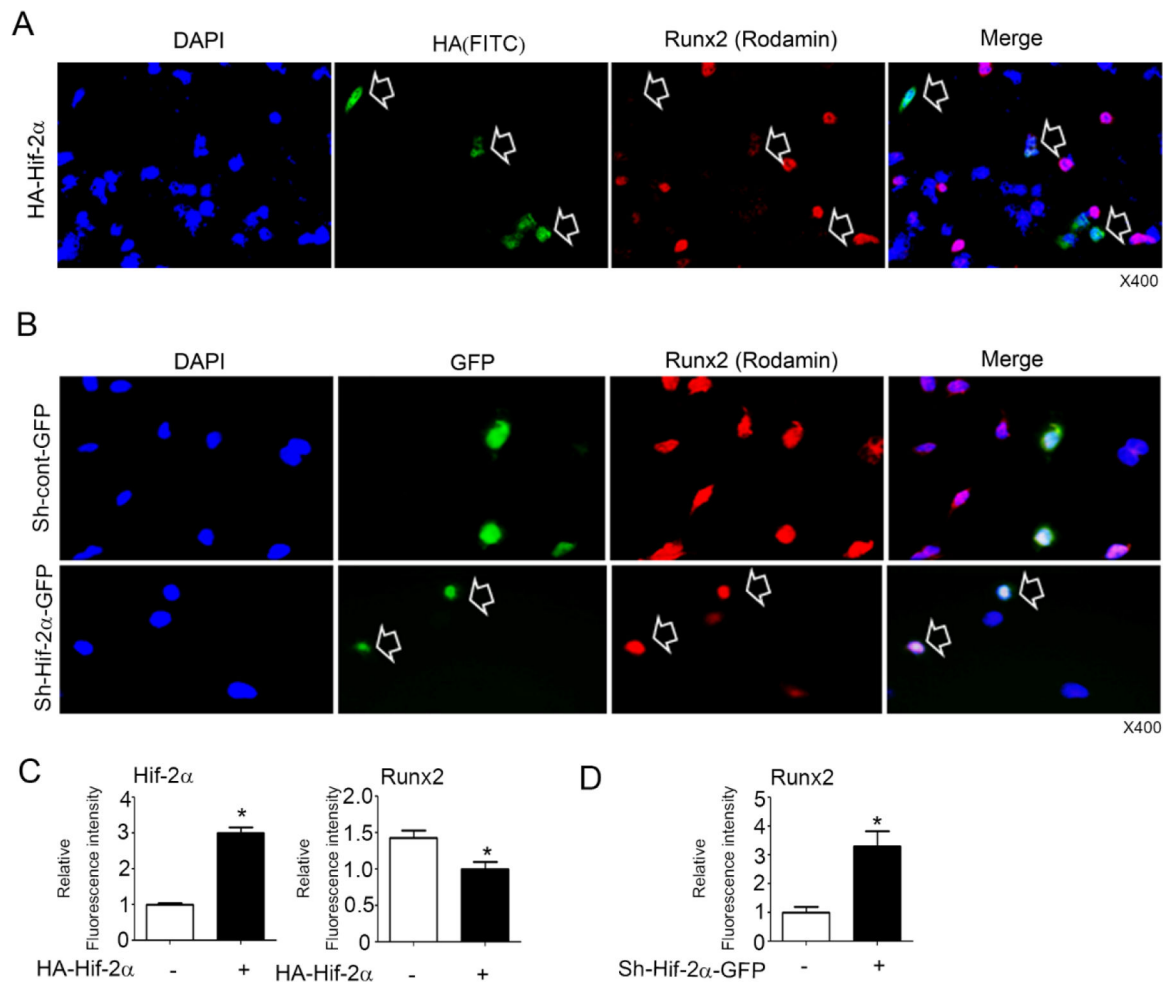 A
DAPI HA(FITC) Runx2 (Rodamin) Merge
HA-Hif-2α
X400
B
DAPI GFP Runx2 (Rodamin) Merge
Sh-cont-GFP
Sh-Hif-2α-GFP
X400
C
Hif-2α
Relative
Fluorescence intensity
4
3
2
1
0
*
HA-Hif-2α - +
Runx2
Relative
Fluorescence intensity
2.0
1.5
1.0
0.5
0
*
HA-Hif-2α - +
D
Runx2
Relative
Fluorescence intensity
5
4
3
2
1
0
*
Sh-Hif-2α-GFP - +